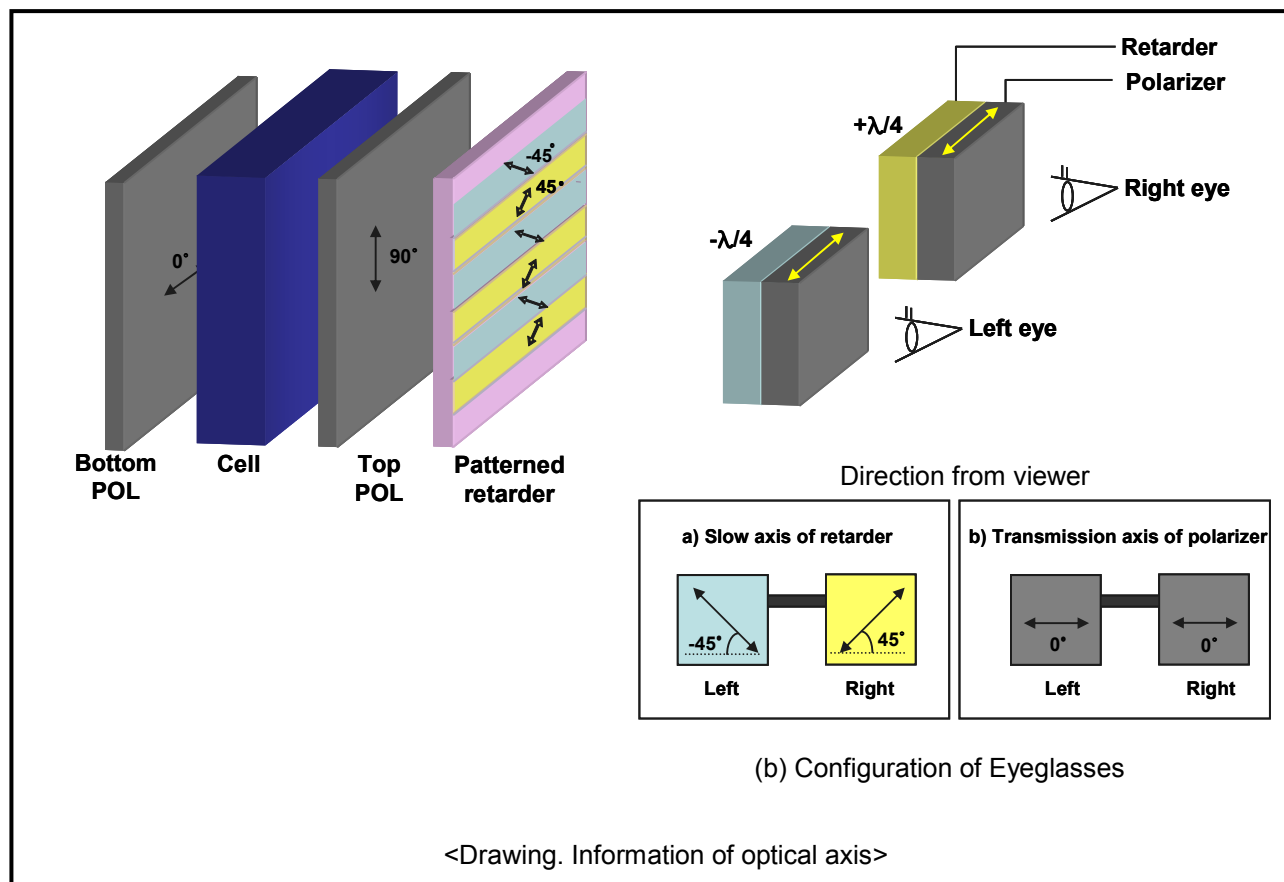 Retarder
Polarizer
+λ/4
Right eye
-λ/4
Left eye
-45°
45°
0°
90°
Bottom
POL
Cell
Top
POL
Patterned
retarder
Direction from viewer
a) Slow axis of retarder
-45°
45°
Left
Right
b) Transmission axis of polarizer
0°
0°
Left
Right
(b) Configuration of Eyeglasses
<Drawing. Information of optical axis>